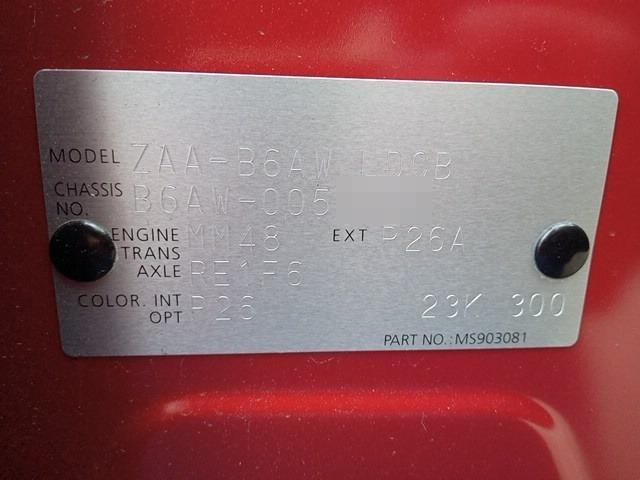 MODEL ZAA-B6AW LDCB
CHASSIS NO. B6AW-005
ENGINE MM48 EXT P26A
TRANS AXLE RE1F6
COLOR. INT P26
OPT 23K 300
PART NO.: MS903081